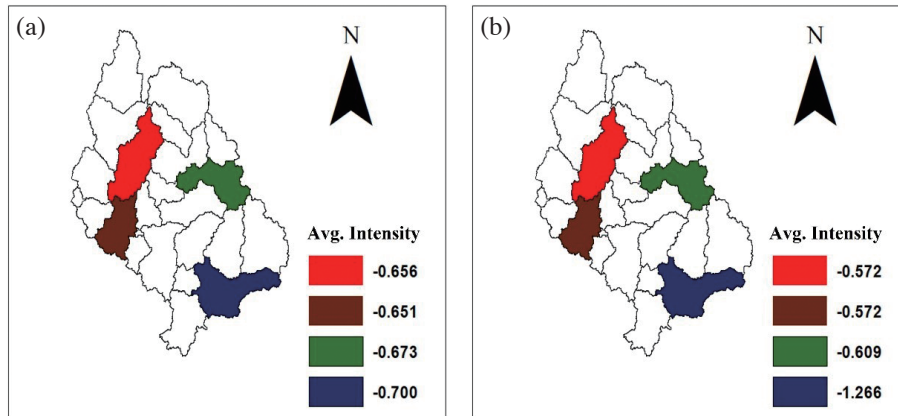 (a)
N
Avg. Intensity
-0.656
-0.651
-0.673
-0.700
(b)
N
Avg. Intensity
-0.572
-0.572
-0.609
-1.266